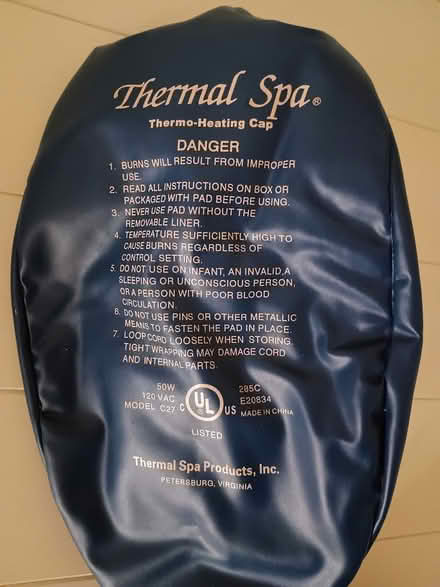 Thermal Spa®
Thermo-Heating Cap
DANGER
1. BURNS WILL RESULT FROM IMPROPER
USE.
2. READ ALL INSTRUCTIONS ON BOX OR
PACKAGED WITH PAD BEFORE USING.
3. NEVER USE PAD WITHOUT THE
REMOVABLE LINER.
4. TEMPERATURE SUFFICIENTLY HIGH TO
CAUSE BURNS REGARDLESS OF
CONTROL SETTING.
5. DO NOT USE ON INFANT, AN INVALID,A
SLEEPING OR UNCONSCIOUS PERSON,
OR A PERSON WITH POOR BLOOD
CIRCULATION.
6. DO NOT USE PINS OR OTHER METALLIC
MEANS TO FASTEN THE PAD IN PLACE.
7. LOOP CORD LOOSELY WHEN STORING.
TIGHT WRAPPING MAY DAMAGE CORD
AND INTERNAL PARTS.
50W 285C
120 VAC E20834
MODEL C27 C UL US MADE IN CHINA
LISTED
Thermal Spa Products, Inc.
PETERSBURG, VIRGINIA